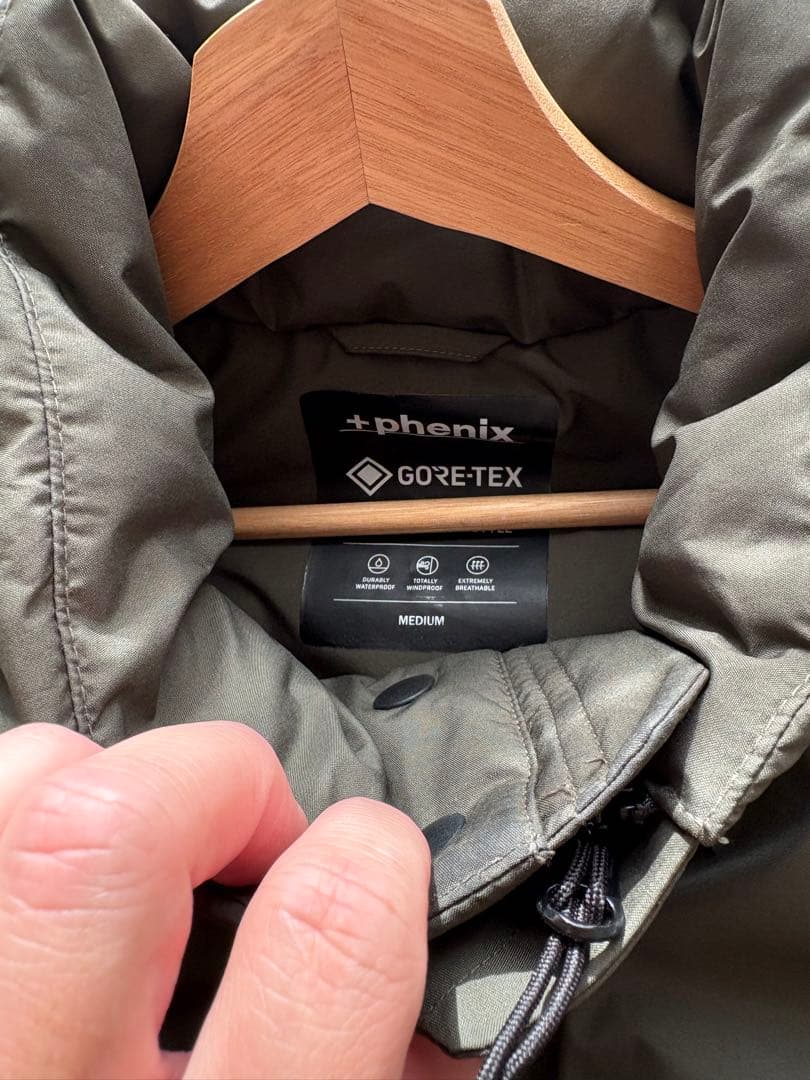 +phenix
GORE-TEX
DURABLY
WATERPROOF
TOTALLY
WINDPROOF
EXTREMELY
BREATHABLE
MEDIUM